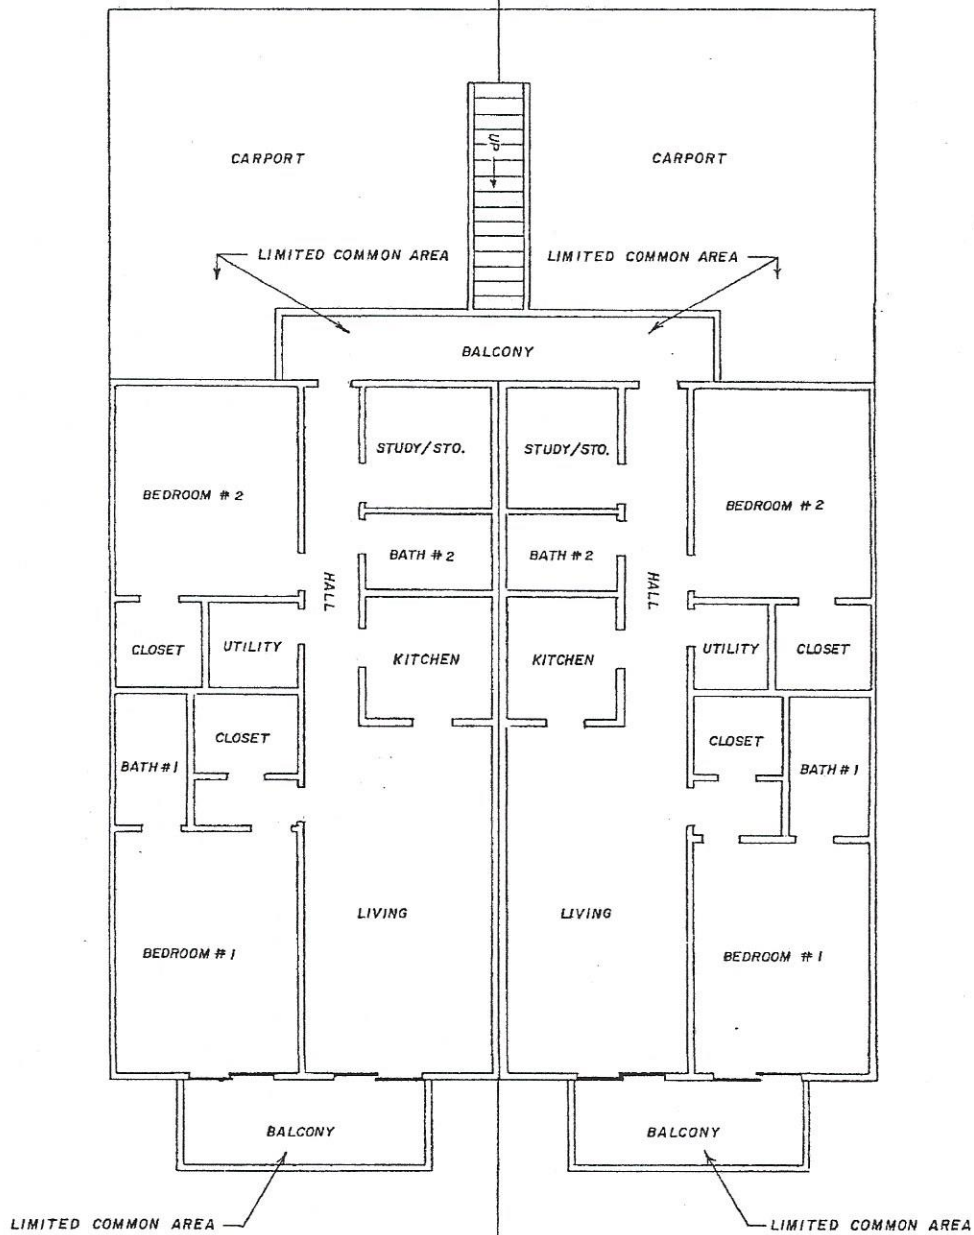 UP
CARPORT
CARPORT
LIMITED COMMON AREA
LIMITED COMMON AREA
BALCONY
STUDY/STO.
STUDY/STO.
BEDROOM #2
BEDROOM #2
BATH #2
BATH #2
HALL
HALL
CLOSET
UTILITY
KITCHEN
KITCHEN
UTILITY
CLOSET
CLOSET
CLOSET
BATH #1
BATH #1
LIVING
LIVING
BEDROOM #1
BEDROOM #1
BALCONY
BALCONY
LIMITED COMMON AREA
LIMITED COMMON AREA